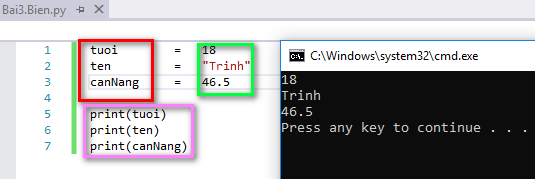 Bai3.Bien.py
1 tuoi = 18
2 ten = "Trinh"
3 canNang = 46.5
5 print(tuoi)
6 print(ten)
7 print(canNang)
C:\Windows\system32\cmd.exe
18
Trinh
46.5
Press any key to continue . . .